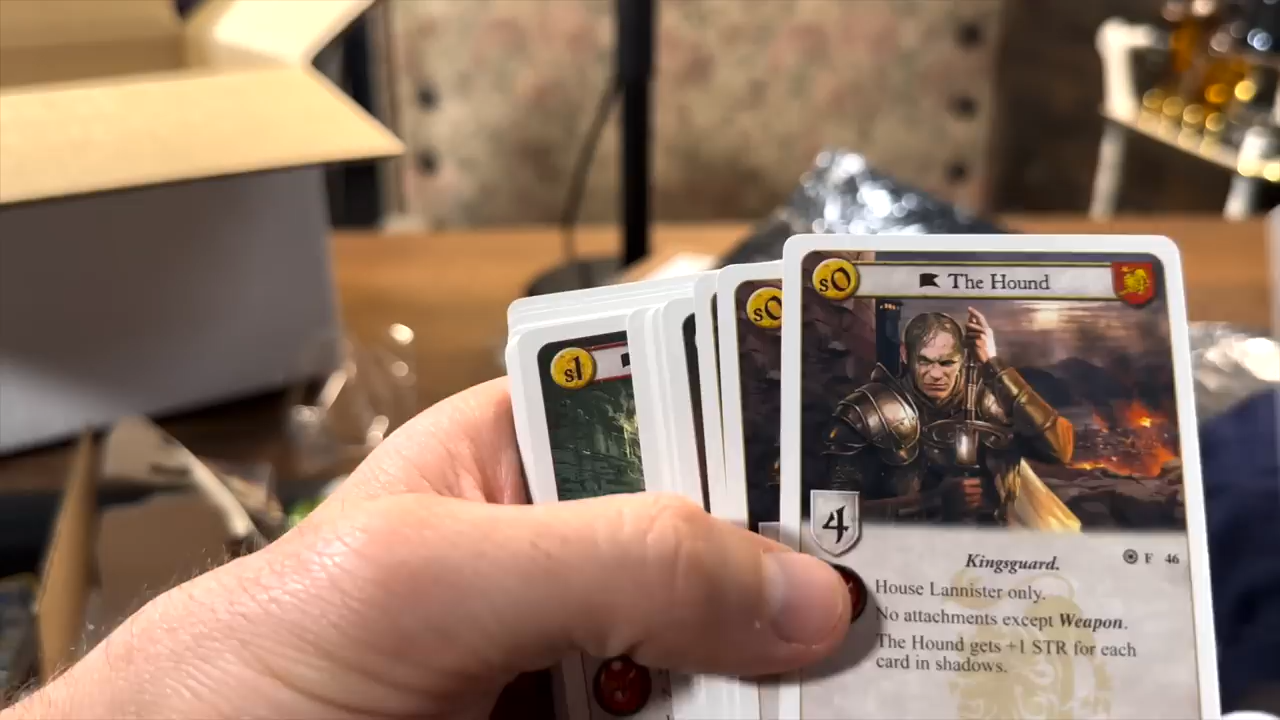 s0 The Hound
s0
s1
4
Kingsguard.
F 46
House Lannister only.
No attachments except Weapon.
The Hound gets +1 STR for each
card in shadows.